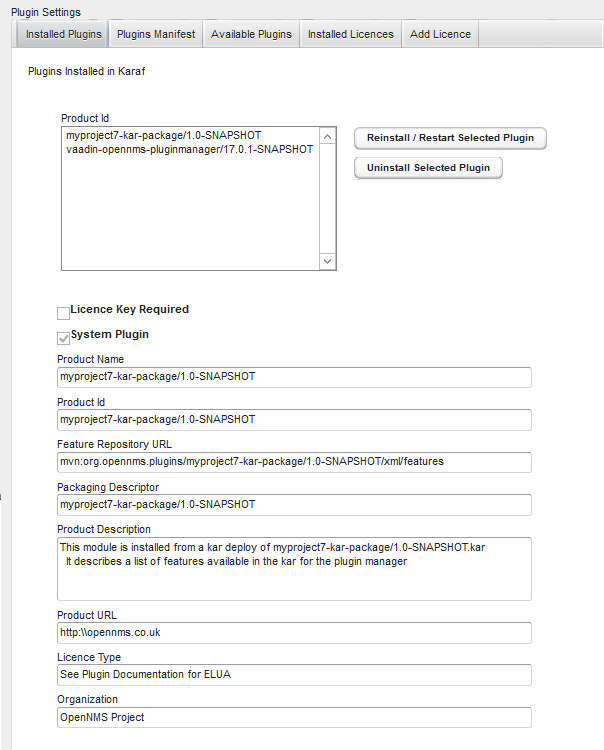 Plugin Settings
Installed Plugins
Plugins Manifest
Available Plugins
Installed Licences
Add Licence
Plugins Installed in Karaf
Product Id
myproject7-kar-package/1.0-SNAPSHOT
vaadin-opennms-pluginmanager/17.0.1-SNAPSHOT
Reinstall / Restart Selected Plugin
Uninstall Selected Plugin
Licence Key Required
System Plugin
Product Name
myproject7-kar-package/1.0-SNAPSHOT
Product Id
myproject7-kar-package/1.0-SNAPSHOT
Feature Repository URL
mvn:org.opennms.plugins/myproject7-kar-package/1.0-SNAPSHOT/xml/features
Packaging Descriptor
myproject7-kar-package/1.0-SNAPSHOT
Product Description
This module is installed from a kar deploy of myproject7-kar-package/1.0-SNAPSHOT.kar
It describes a list of features available in the kar for the plugin manager
Product URL
http:\\opennms.co.uk
Licence Type
See Plugin Documentation for ELUA
Organization
OpenNMS Project